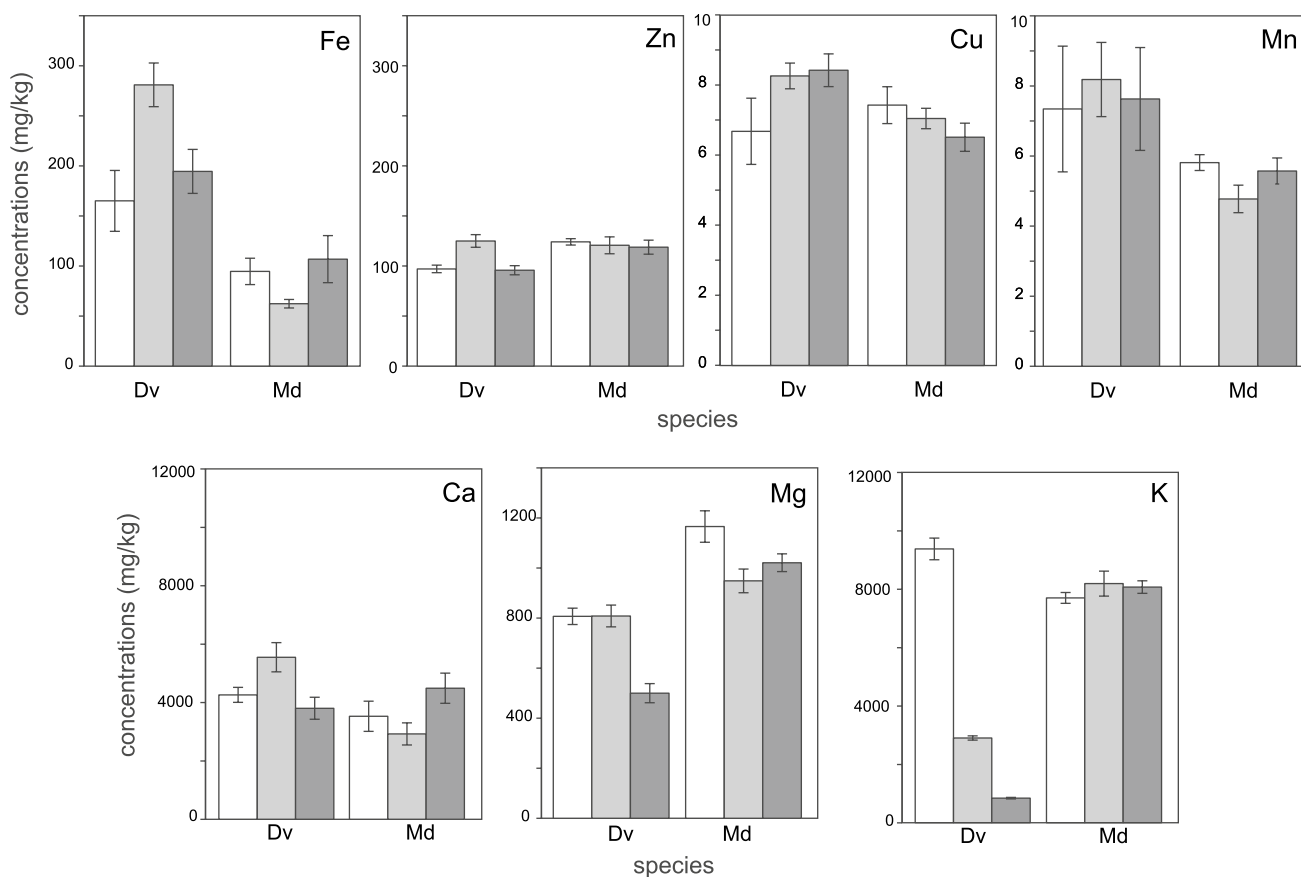 Fe
Zn
Cu
Mn
300
200
100
0
300
200
100
0
10
8
6
4
2
0
10
8
6
4
2
0
concentrations (mg/kg)
Dv Md
Dv Md
Dv Md
Dv Md
species
Ca
Mg
K
12000
8000
4000
0
1200
800
400
0
12000
8000
4000
0
concentrations (mg/kg)
Dv Md
Dv Md
Dv Md
species